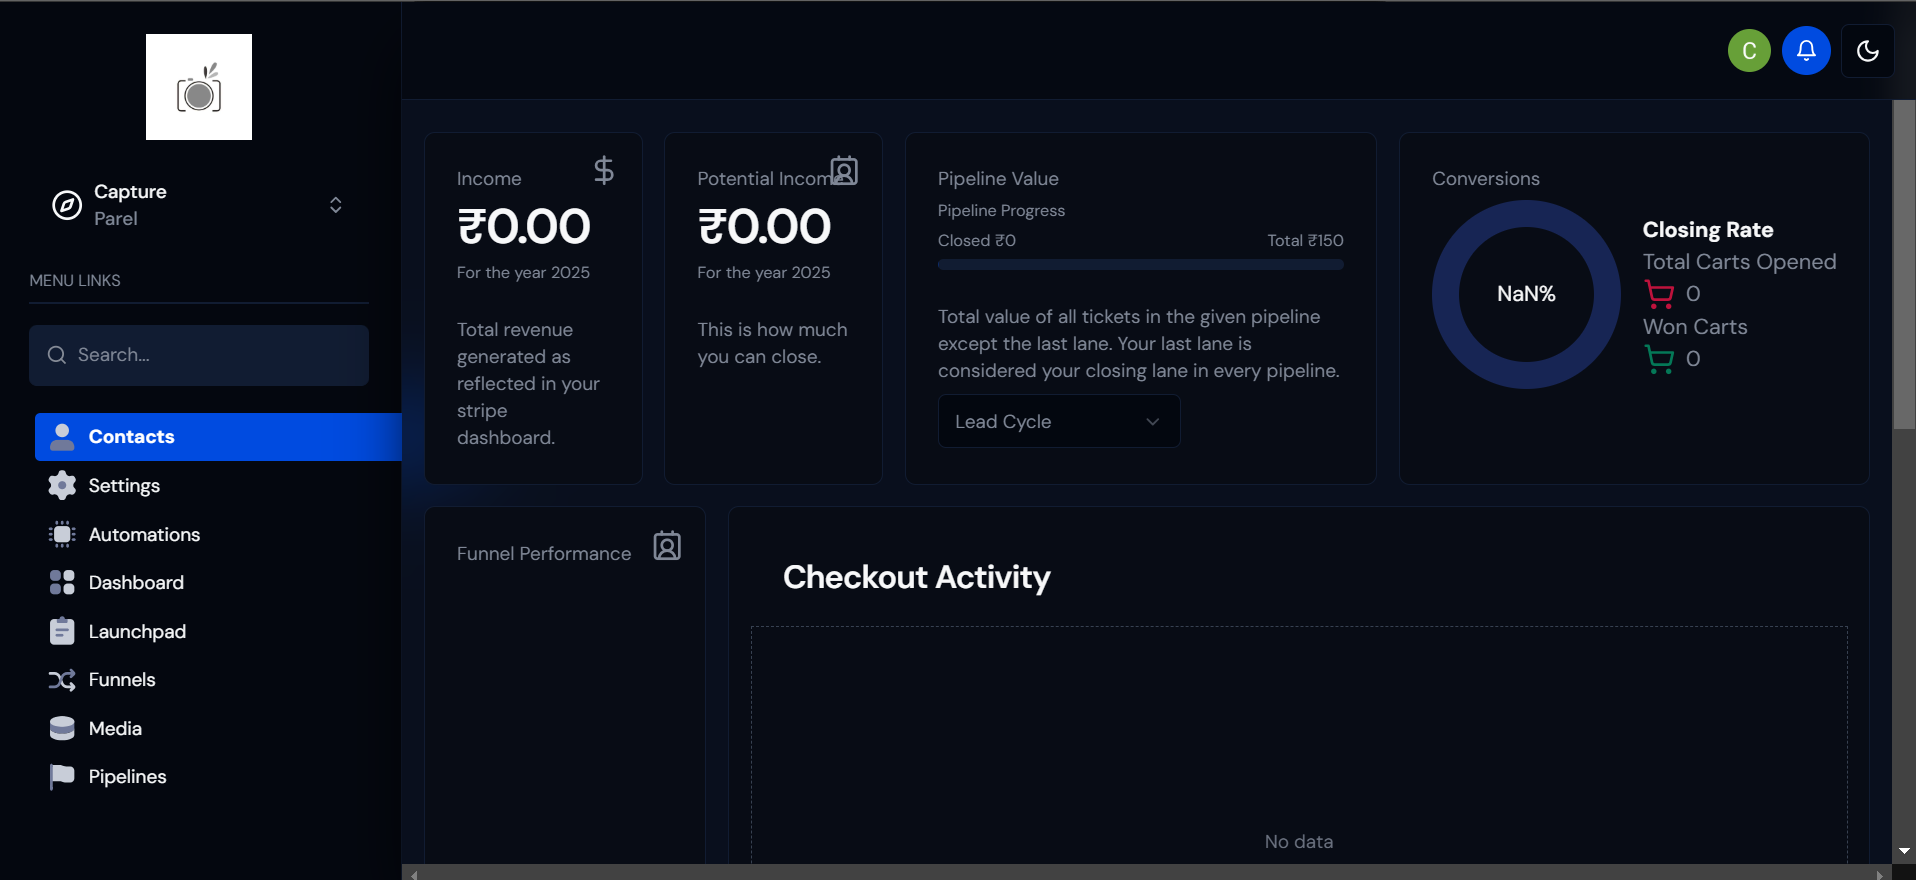 Capture
Parel
MENU LINKS
Search...
Contacts
Settings
Automations
Dashboard
Launchpad
Funnels
Media
Pipelines
C
Income
₹0.00
For the year 2025
Total revenue
generated as
reflected in your
stripe
dashboard.
Potential Income
₹0.00
For the year 2025
This is how much
you can close.
Pipeline Value
Pipeline Progress
Closed ₹0
Total ₹150
Total value of all tickets in the given pipeline
except the last lane. Your last lane is
considered your closing lane in every pipeline.
Lead Cycle
Conversions
NaN%
Closing Rate
Total Carts Opened
0
Won Carts
0
Funnel Performance
Checkout Activity
No data